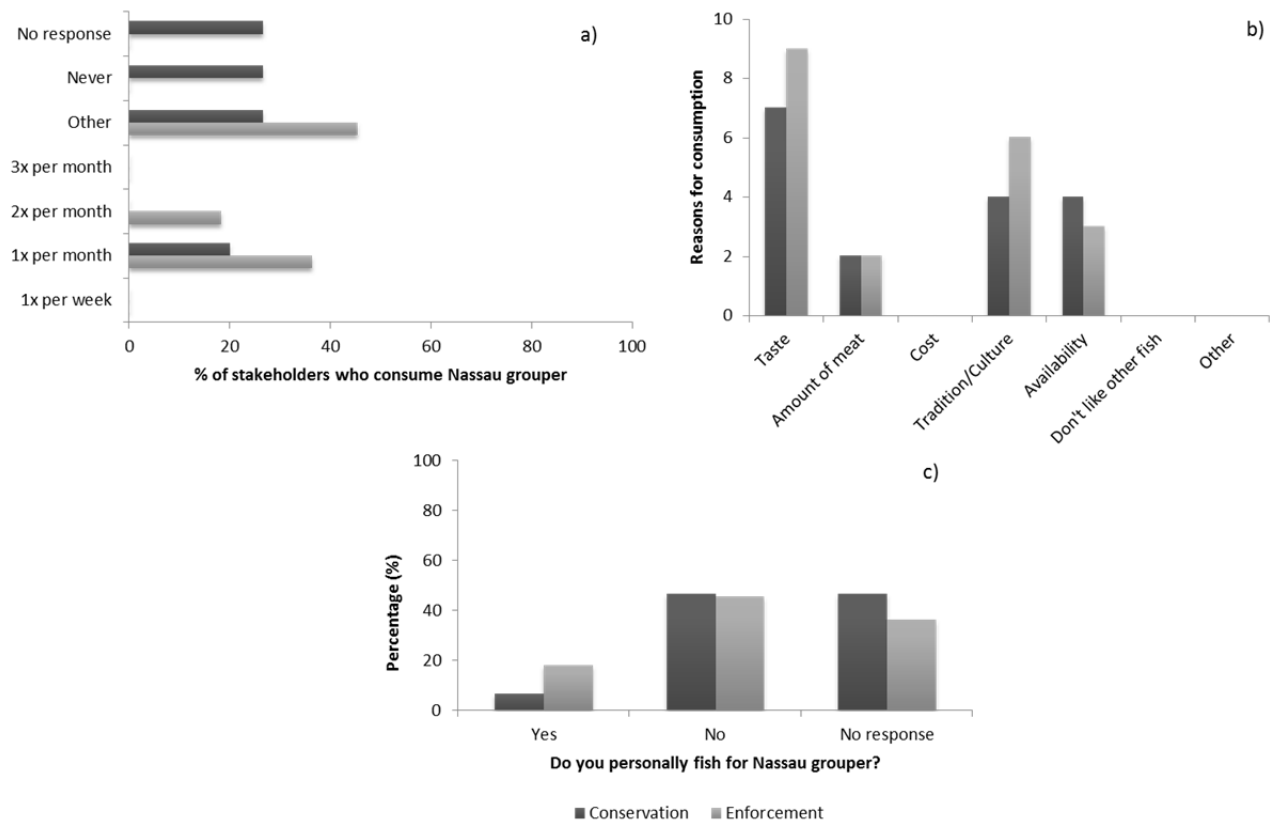 a)
No response
Never
Other
3x per month
2x per month
1x per month
1x per week
0 20 40 60 80 100
% of stakeholders who consume Nassau grouper
b)
Reasons for consumption
10
8
6
4
2
0
Taste
Amount of meat
Cost
Tradition/Culture
Availability
Don't like other fish
Other
c)
Percentage (%)
100
80
60
40
20
0
Yes No No response
Do you personally fish for Nassau grouper?
Conservation Enforcement